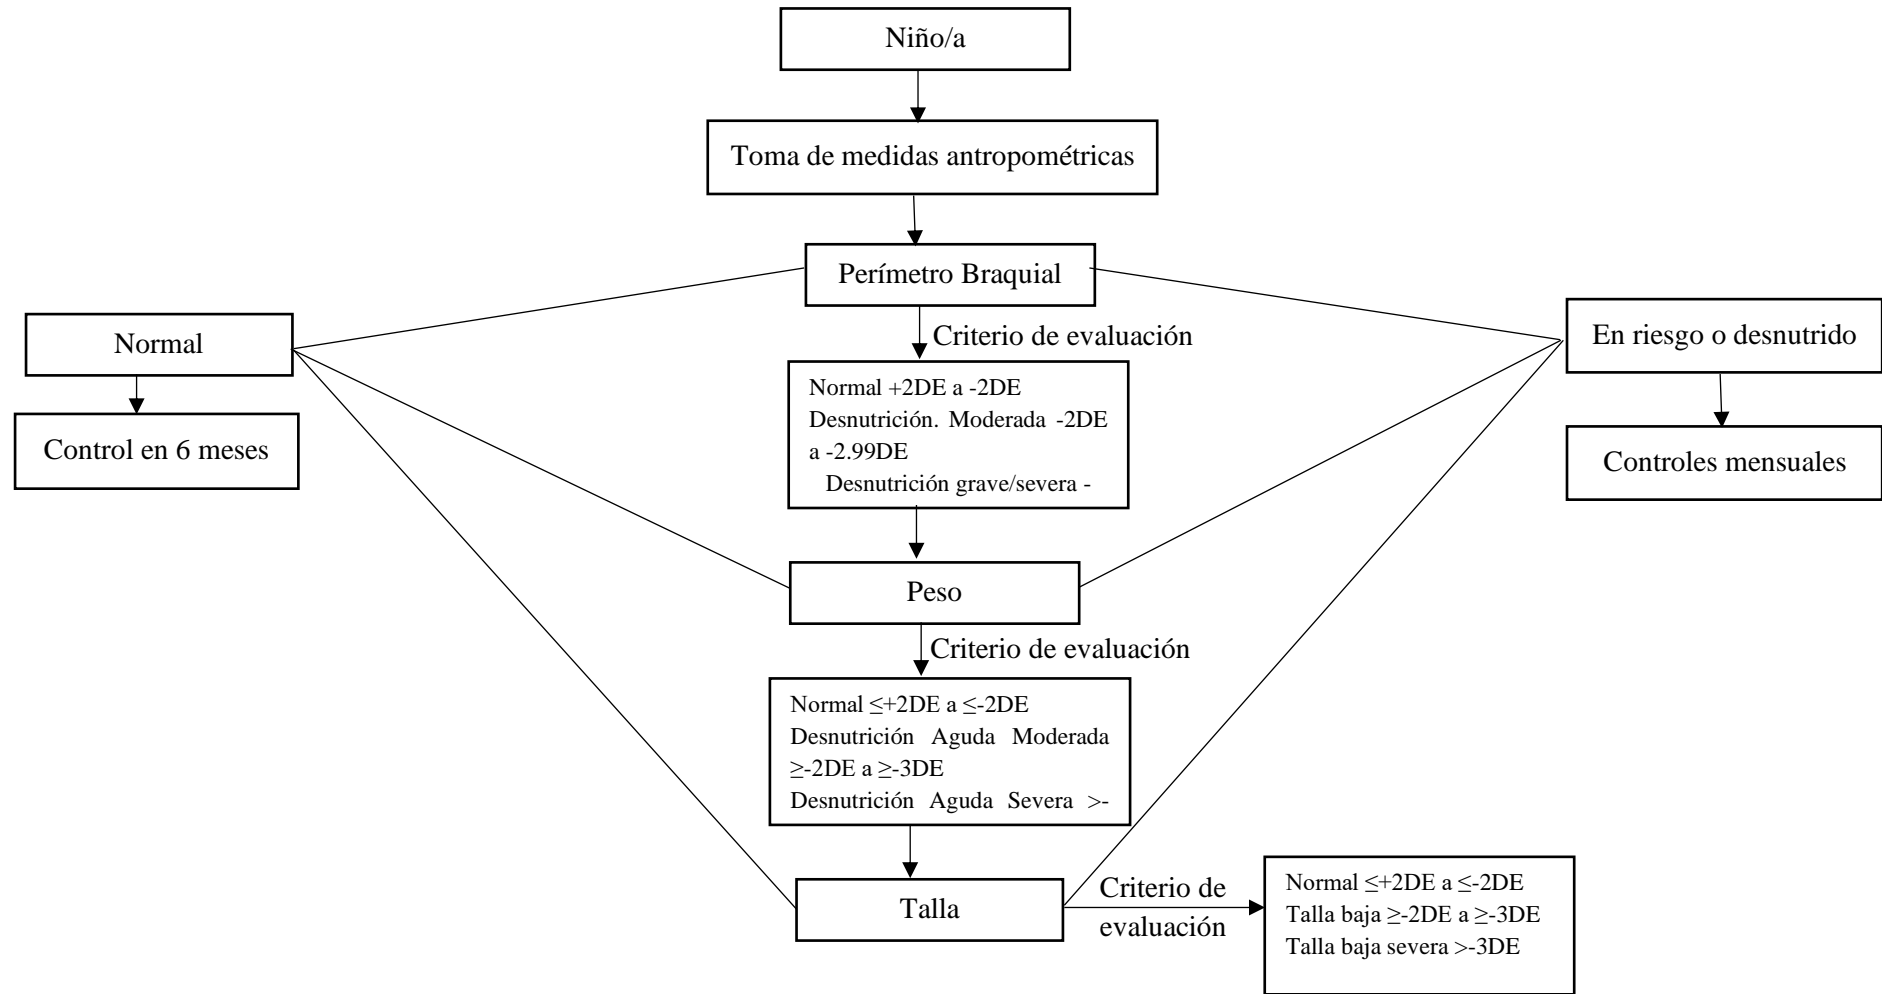 Niño/a
Toma de medidas antropométricas
Perímetro Braquial
Normal
Control en 6 meses
Criterio de evaluación
En riesgo o desnutrido
Controles mensuales
Normal +2DE a -2DE
Desnutrición. Moderada -2DE
a -2.99DE
Desnutrición grave/severa -
Peso
Criterio de evaluación
Normal ≤+2DE a ≤-2DE
Desnutrición Aguda Moderada
≥-2DE a ≥-3DE
Desnutrición Aguda Severa >-
Talla
Criterio de
evaluación
Normal ≤+2DE a ≤-2DE
Talla baja ≥-2DE a ≥-3DE
Talla baja severa >-3DE